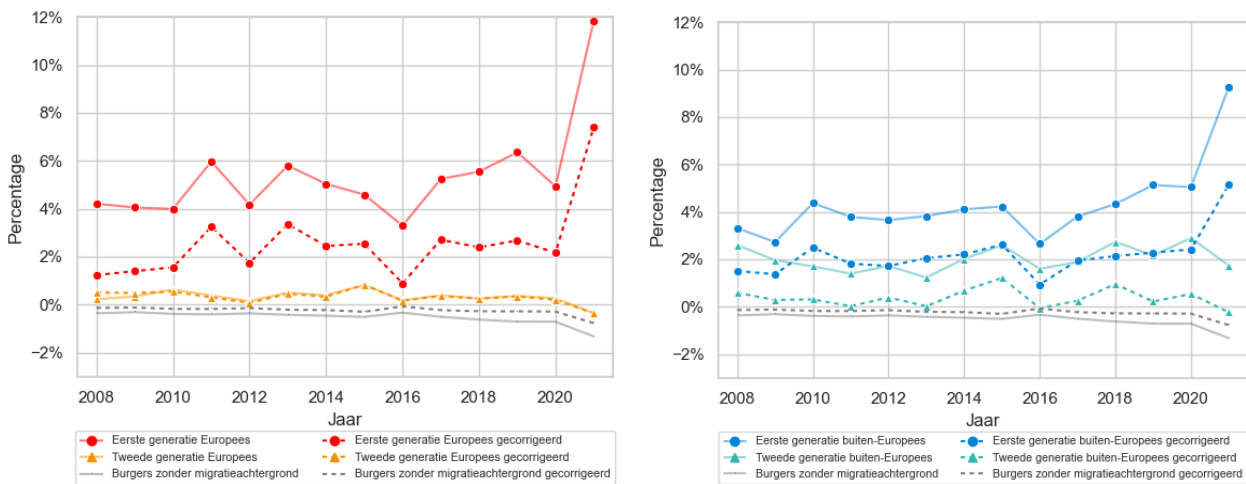 12%
10%
8%
6%
4%
2%
0%
−2%
Percentage
2008 2010 2012 2014 2016 2018 2020
Jaar
Eerste generatie Europees
Eerste generatie Europees gecorrigeerd
Tweede generatie Europees
Tweede generatie Europees gecorrigeerd
Burgers zonder migratieachtergrond
Burgers zonder migratieachtergrond gecorrigeerd
12%
10%
8%
6%
4%
2%
0%
−2%
Percentage
2008 2010 2012 2014 2016 2018 2020
Jaar
Eerste generatie buiten-Europees
Eerste generatie buiten-Europees gecorrigeerd
Tweede generatie buiten-Europees
Tweede generatie buiten-Europees gecorrigeerd
Burgers zonder migratieachtergrond
Burgers zonder migratieachtergrond gecorrigeerd